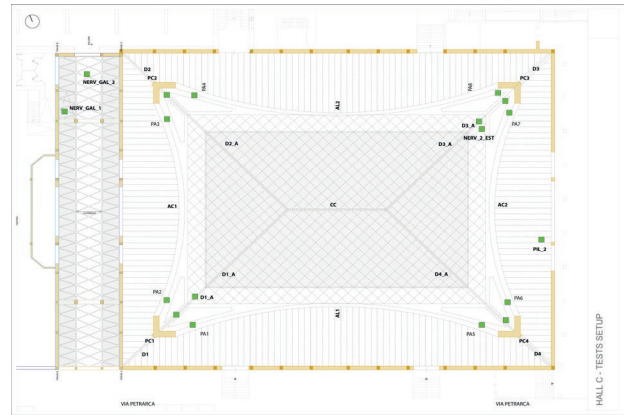 D2
PC2
PA4
PA3
NERV_GAL_2
NERV_GAL_1
AL2
D3
PC3
PA8
PA7
D3_A
NERV_2_EST
D2_A
D3_A
CC
AC1
AC2
PIL_2
D1_A
D4_A
D1_A
PA2
PA1
PC1
D1
AL1
PA6
PA5
PC4
D4
VIA PETRARCA
VIA PETRARCA
HALL C - TESTS SETUP